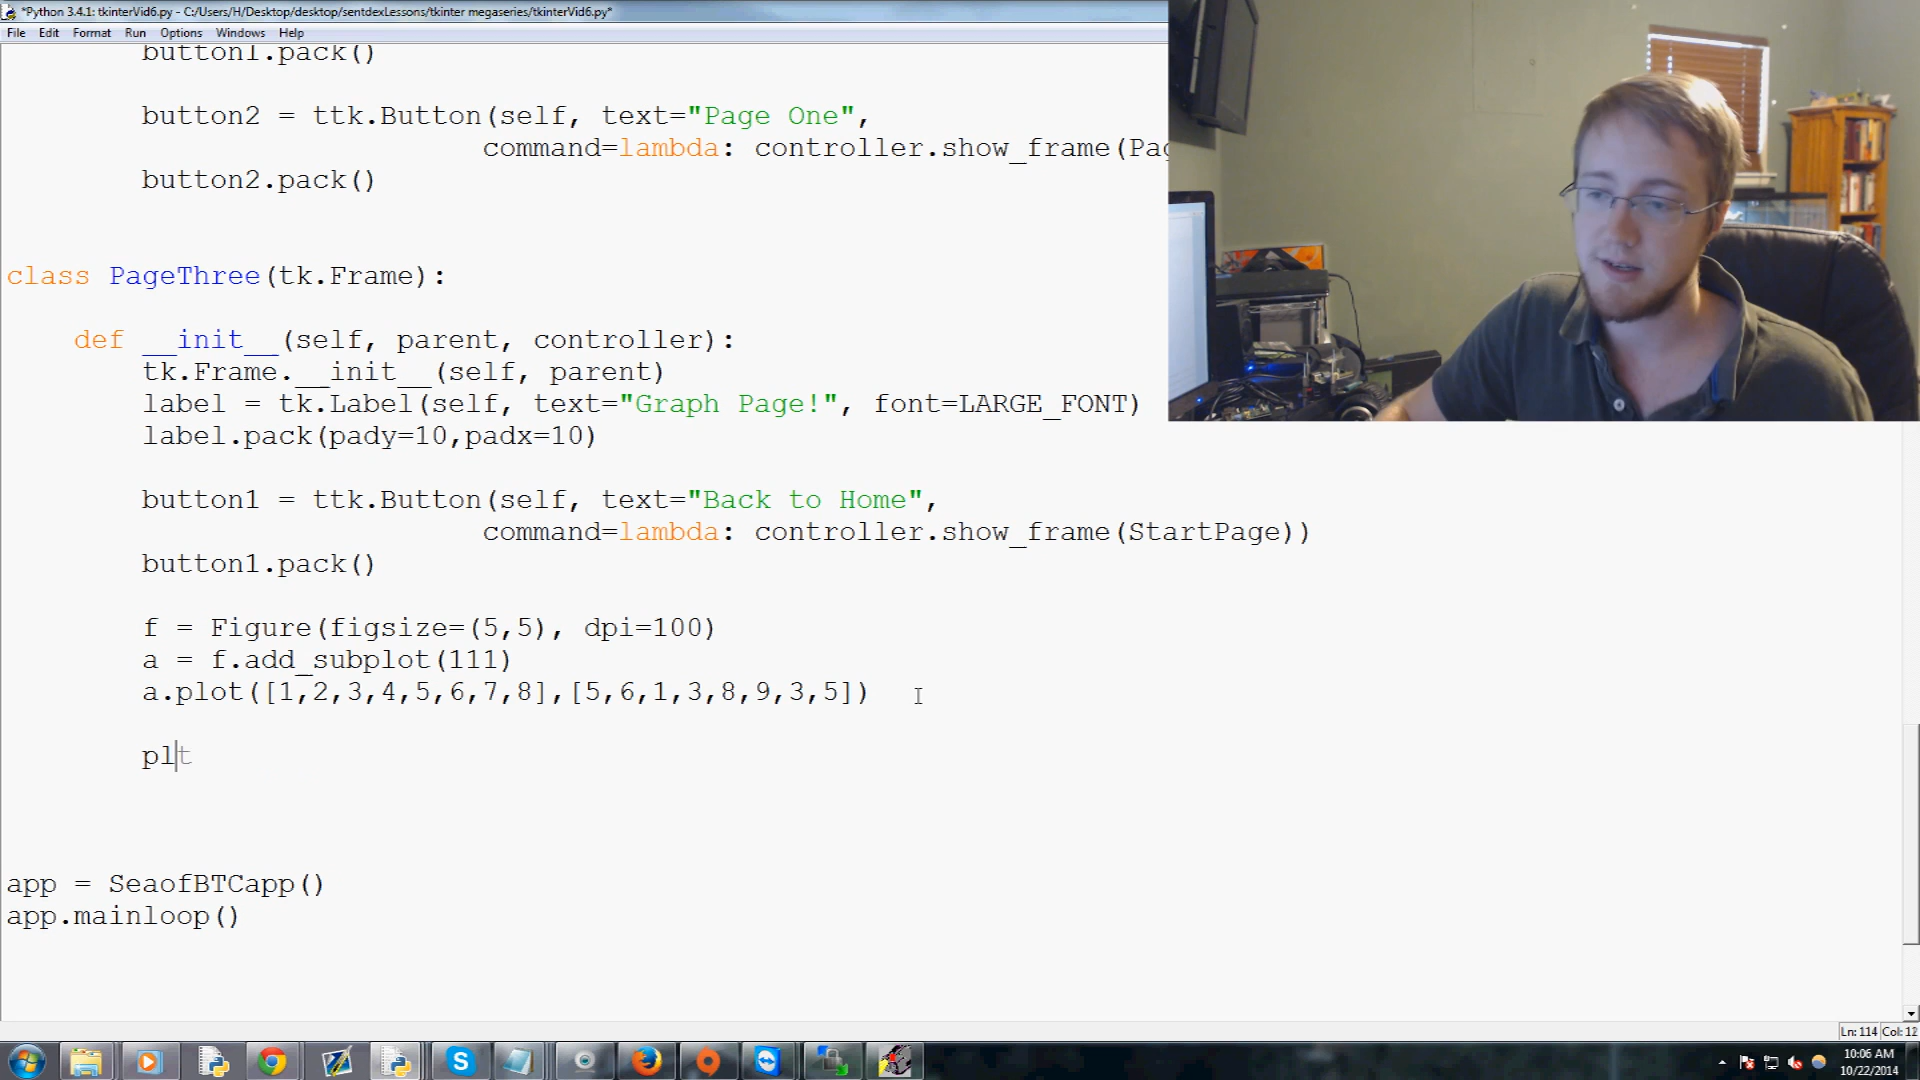 *Python 3.4.1: tkinterVid6.py - C:/Users/H/Desktop/desktop/sentdexLessons/tkinter megaseries/tkinterVid6.py*
File Edit Format Run Options Windows Help
button1.pack()
button2 = ttk.Button(self, text="Page One",
command=lambda: controller.show_frame(Pag
button2.pack()
class PageThree(tk.Frame):
def __init__(self, parent, controller):
tk.Frame.__init__(self, parent)
label = tk.Label(self, text="Graph Page!", font=LARGE_FONT)
label.pack(pady=10,padx=10)
button1 = ttk.Button(self, text="Back to Home",
command=lambda: controller.show_frame(StartPage))
button1.pack()
f = Figure(figsize=(5,5), dpi=100)
a = f.add_subplot(111)
a.plot([1,2,3,4,5,6,7,8],[5,6,1,3,8,9,3,5])
plt
app = SeaofBTCapp()
app.mainloop()
Ln: 114 Col: 12
10:06 AM
10/22/2014